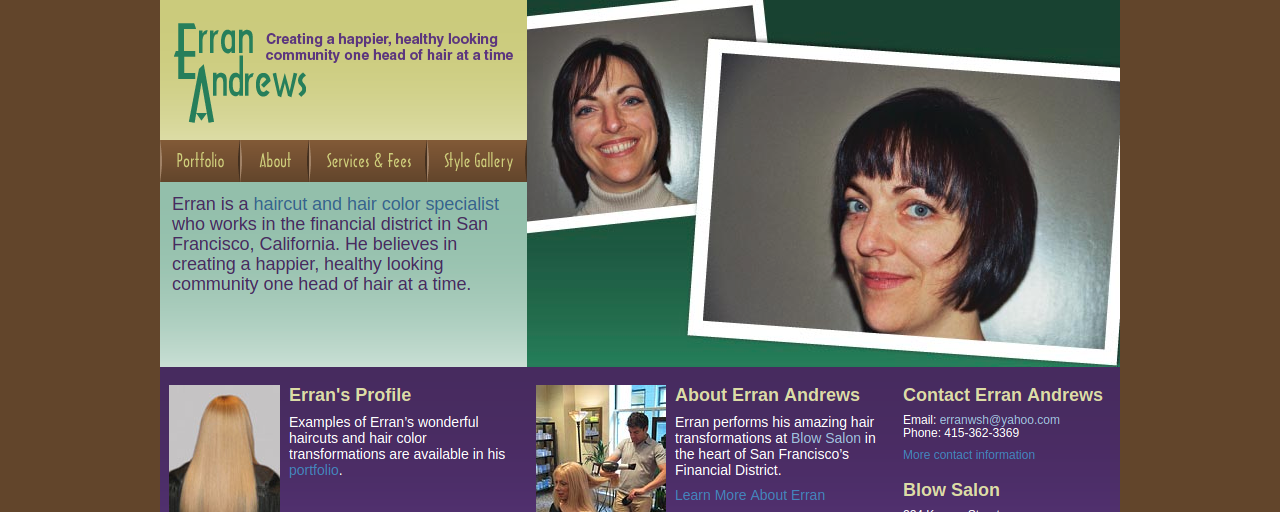 Erran
Andrews
Creating a happier, healthy looking
community one head of hair at a time
Portfolio
About
Services & Fees
Style Gallery
Erran is a haircut and hair color specialist
who works in the financial district in San
Francisco, California. He believes in
creating a happier, healthy looking
community one head of hair at a time.
Erran's Profile
Examples of Erran’s wonderful
haircuts and hair color
transformations are available in his
portfolio.
About Erran Andrews
Erran performs his amazing hair
transformations at Blow Salon in
the heart of San Francisco’s
Financial District.
Learn More About Erran
Contact Erran Andrews
Email: erranwsh@yahoo.com
Phone: 415-362-3369
More contact information
Blow Salon